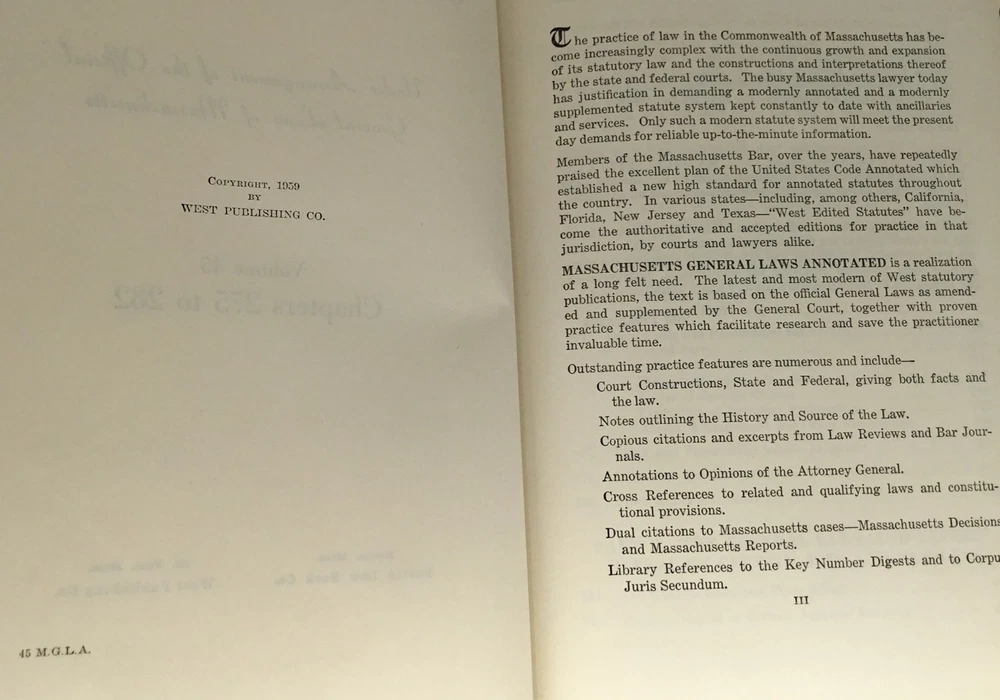 COPYRIGHT, 1959
BY
WEST PUBLISHING CO.
45 M.G.L.A.
The practice of law in the Commonwealth of Massachusetts has be-
come increasingly complex with the continuous growth and expansion
of its statutory law and the constructions and interpretations thereof
by the state and federal courts. The busy Massachusetts lawyer today
has justification in demanding a modernly annotated and a modernly
supplemented statute system kept constantly to date with ancillaries
and services. Only such a modern statute system will meet the present
day demands for reliable up-to-the-minute information.
Members of the Massachusetts Bar, over the years, have repeatedly
praised the excellent plan of the United States Code Annotated which
established a new high standard for annotated statutes throughout
the country. In various states—including, among others, California,
Florida, New Jersey and Texas—"West Edited Statutes" have be-
come the authoritative and accepted editions for practice in that
jurisdiction, by courts and lawyers alike.
MASSACHUSETTS GENERAL LAWS ANNOTATED is a realization
of a long felt need. The latest and most modern of West statutory
publications, the text is based on the official General Laws as amend-
ed and supplemented by the General Court, together with proven
practice features which facilitate research and save the practitioner
invaluable time.
Outstanding practice features are numerous and include—
Court Constructions, State and Federal, giving both facts and
the law.
Notes outlining the History and Source of the Law.
Copious citations and excerpts from Law Reviews and Bar Jour-
nals.
Annotations to Opinions of the Attorney General.
Cross References to related and qualifying laws and constitu-
tional provisions.
Dual citations to Massachusetts cases—Massachusetts Decisions
and Massachusetts Reports.
Library References to the Key Number Digests and to Corpu
Juris Secundum.
III